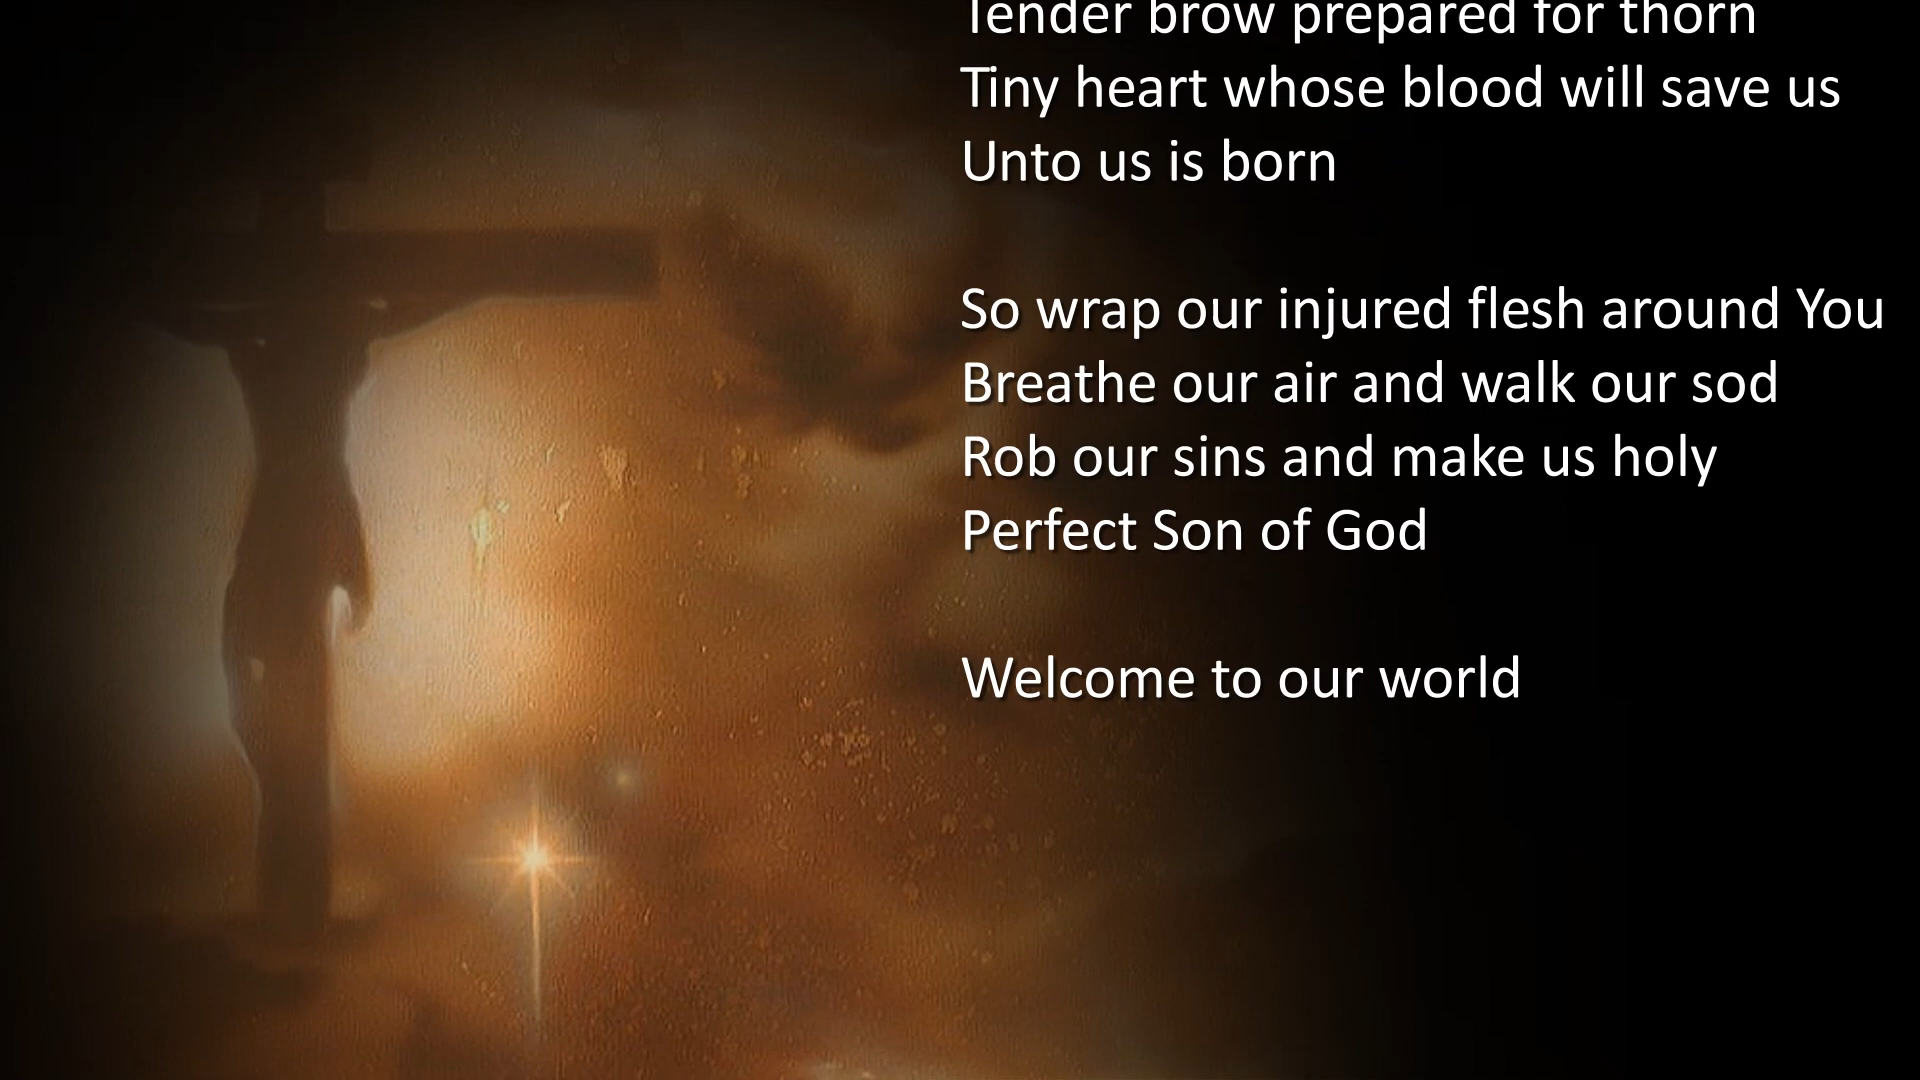 Tender brow prepared for thorn
Tiny heart whose blood will save us
Unto us is born
So wrap our injured flesh around You
Breathe our air and walk our sod
Rob our sins and make us holy
Perfect Son of God
Welcome to our world